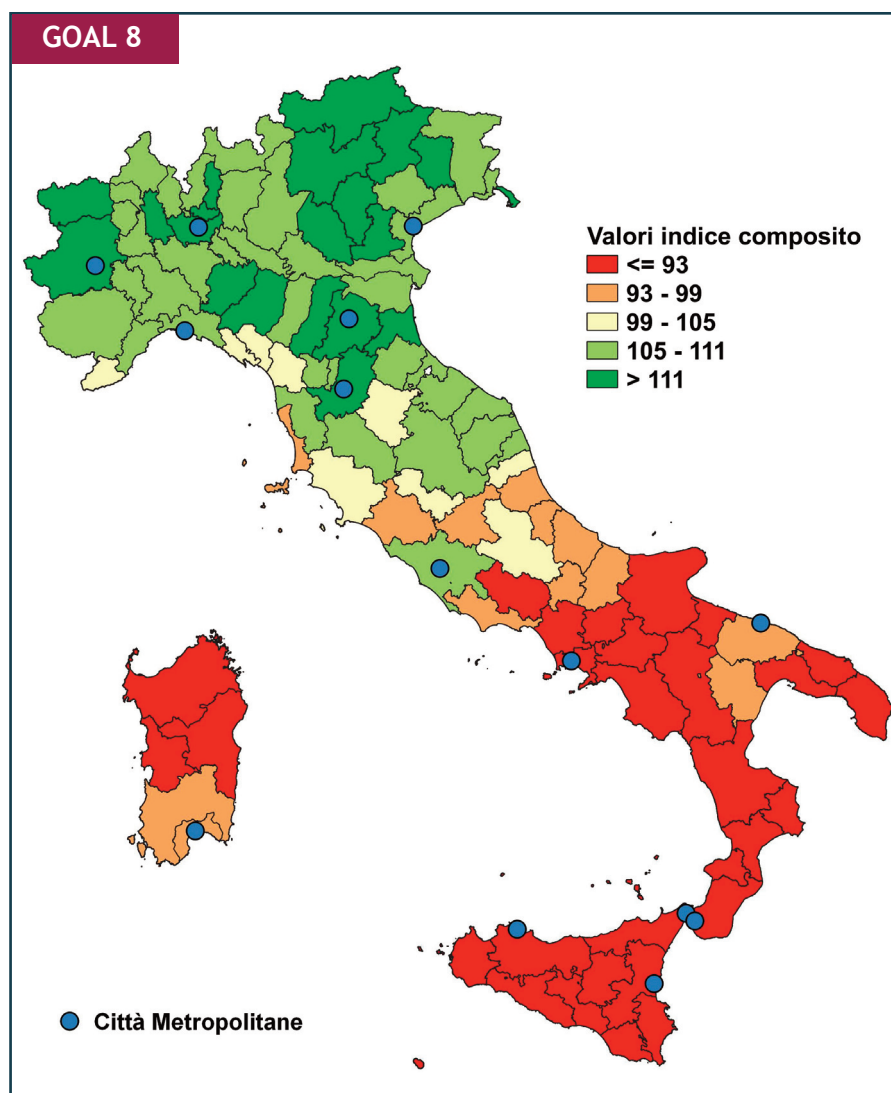 GOAL 8
Valori indice composito
<= 93
93 - 99
99 - 105
105 - 111
> 111
Città Metropolitane